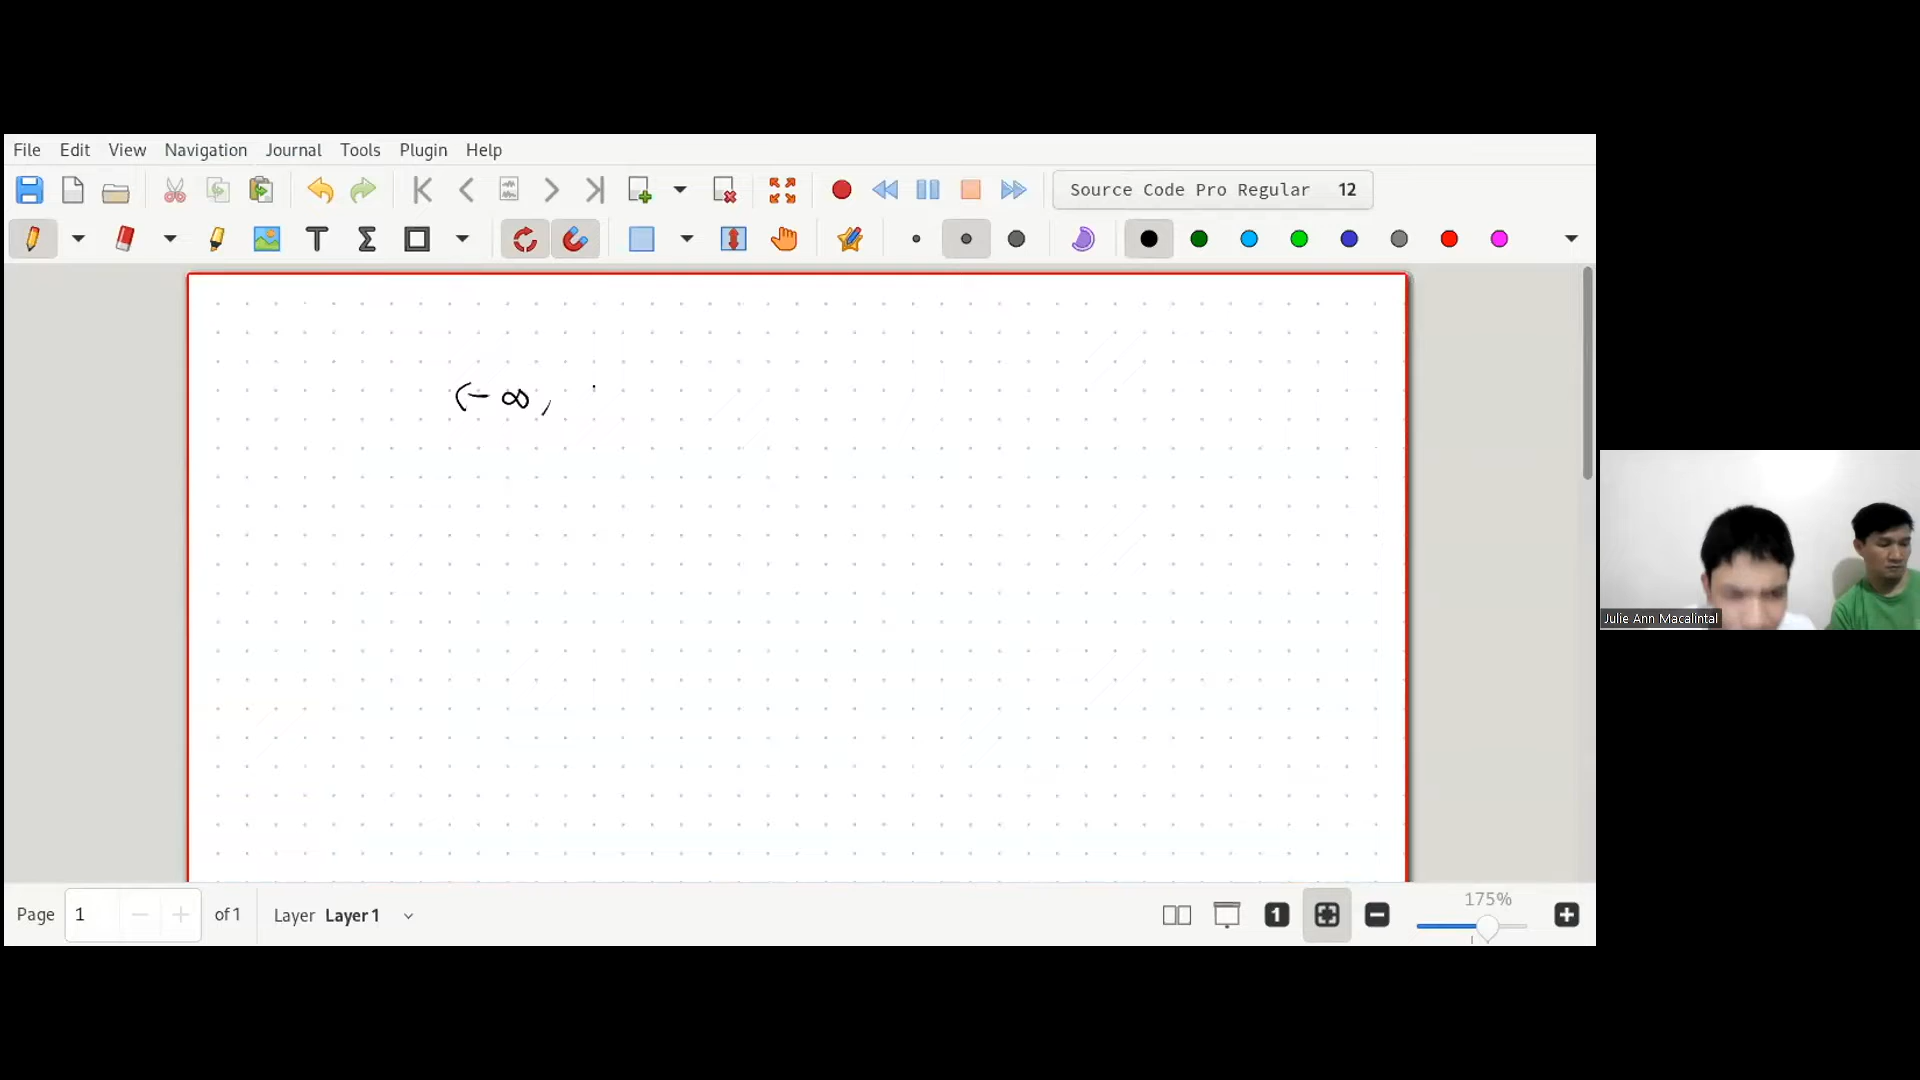 File Edit View Navigation Journal Tools Plugin Help
Source Code Pro Regular 12
(-∞,
Julie Ann Macalintal
175%
Page 1 of 1 Layer Layer 1 1